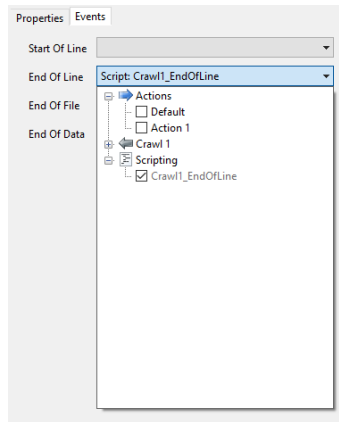 Properties Events
Start Of Line
End Of Line Script: Crawl1_EndOfLine
Actions
End Of File Default
Action 1
End Of Data Crawl 1
Scripting
Crawl1_EndOfLine